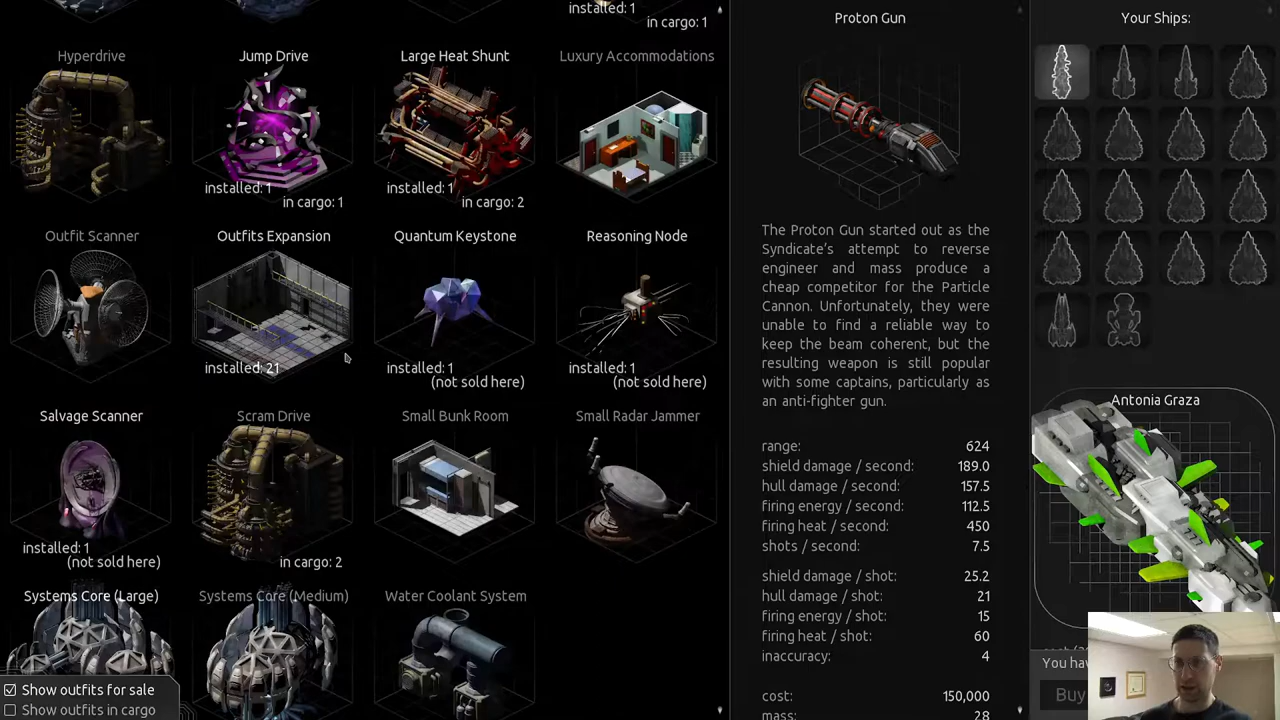 installed: 1
in cargo: 1
Hyperdrive
Jump Drive
Large Heat Shunt
Luxury Accommodations
installed: 1
in cargo: 1
installed: 1
in cargo: 2
Outfit Scanner
Outfits Expansion
Quantum Keystone
Reasoning Node
installed: 21
installed: 1
(not sold here)
installed: 1
(not sold here)
Salvage Scanner
Scram Drive
Small Bunk Room
Small Radar Jammer
installed: 1
(not sold here)
in cargo: 2
Systems Core (Large)
Systems Core (Medium)
Water Coolant System
Show outfits for sale
Show outfits in cargo
Proton Gun
The Proton Gun started out as the
Syndicate's attempt to reverse
engineer and mass produce a
cheap competitor for the Particle
Cannon. Unfortunately, they were
unable to find a reliable way to
keep the beam coherent, but the
resulting weapon is still popular
with some captains, particularly as
an anti-fighter gun.
range: 624
shield damage / second: 189.0
hull damage / second: 157.5
firing energy / second: 112.5
firing heat / second: 450
shots / second: 7.5
shield damage / shot: 25.2
hull damage / shot: 21
firing energy / shot: 15
firing heat / shot: 60
inaccuracy: 4
cost: 150,000
mass: 28
Your Ships:
Antonia Graza
You have
Buy